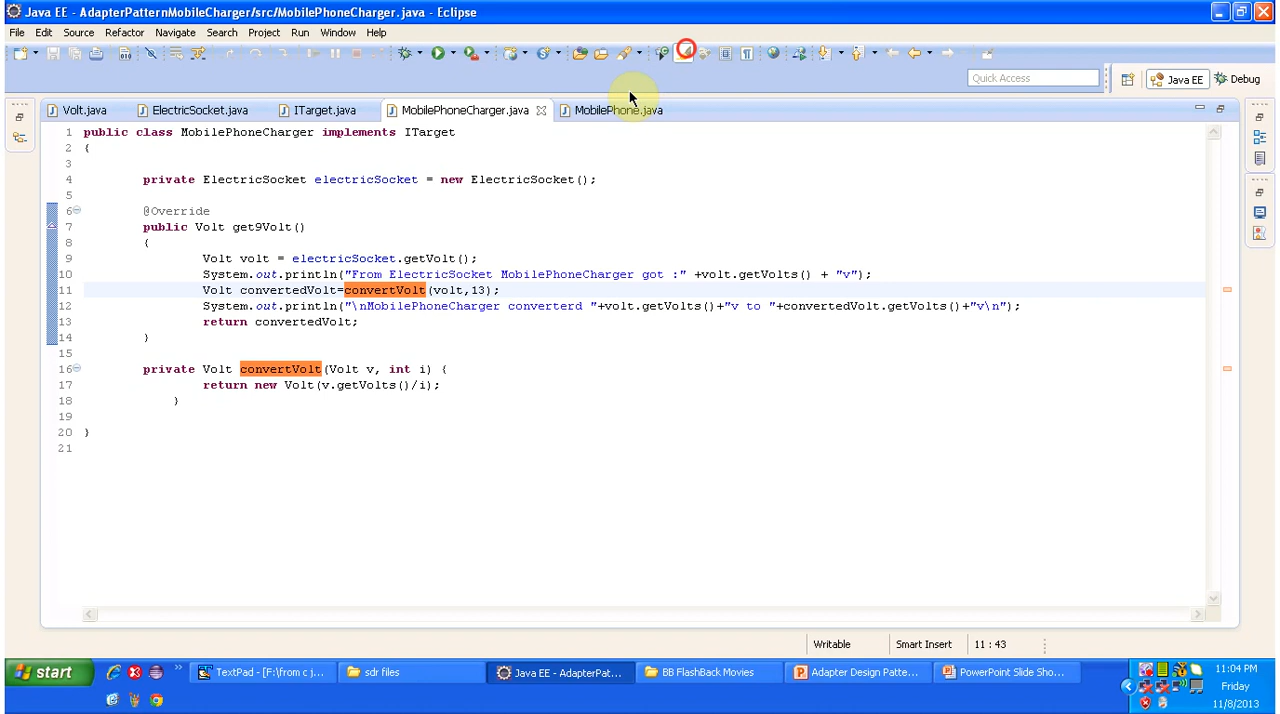 Java EE - AdapterPatternMobileCharger/src/MobilePhoneCharger.java - Eclipse
File Edit Source Refactor Navigate Search Project Run Window Help
Quick Access
Java EE
Debug
Volt.java
ElectricSocket.java
ITarget.java
MobilePhoneCharger.java
MobilePhone.java
1 public class MobilePhoneCharger implements ITarget
2 {
3
4 private ElectricSocket electricSocket = new ElectricSocket();
5
6 @Override
7 public Volt get9Volt()
8 {
9 Volt volt = electricSocket.getVolt();
10 System.out.println("From ElectricSocket MobilePhoneCharger got :" +volt.getVolts() + "v");
11 Volt convertedVolt=convertVolt(volt,13);
12 System.out.println("\nMobilePhoneCharger converterd "+volt.getVolts()+"v to "+convertedVolt.getVolts()+"v\n");
13 return convertedVolt;
14 }
15
16 private Volt convertVolt(Volt v, int i) {
17 return new Volt(v.getVolts()/i);
18 }
19
20 }
21
Writable
Smart Insert
11 : 43
start
TextPad - [F:\from c j...
sdr files
Java EE - AdapterPat...
BB FlashBack Movies
Adapter Design Patte...
PowerPoint Slide Sho...
11:04 PM
Friday
11/8/2013